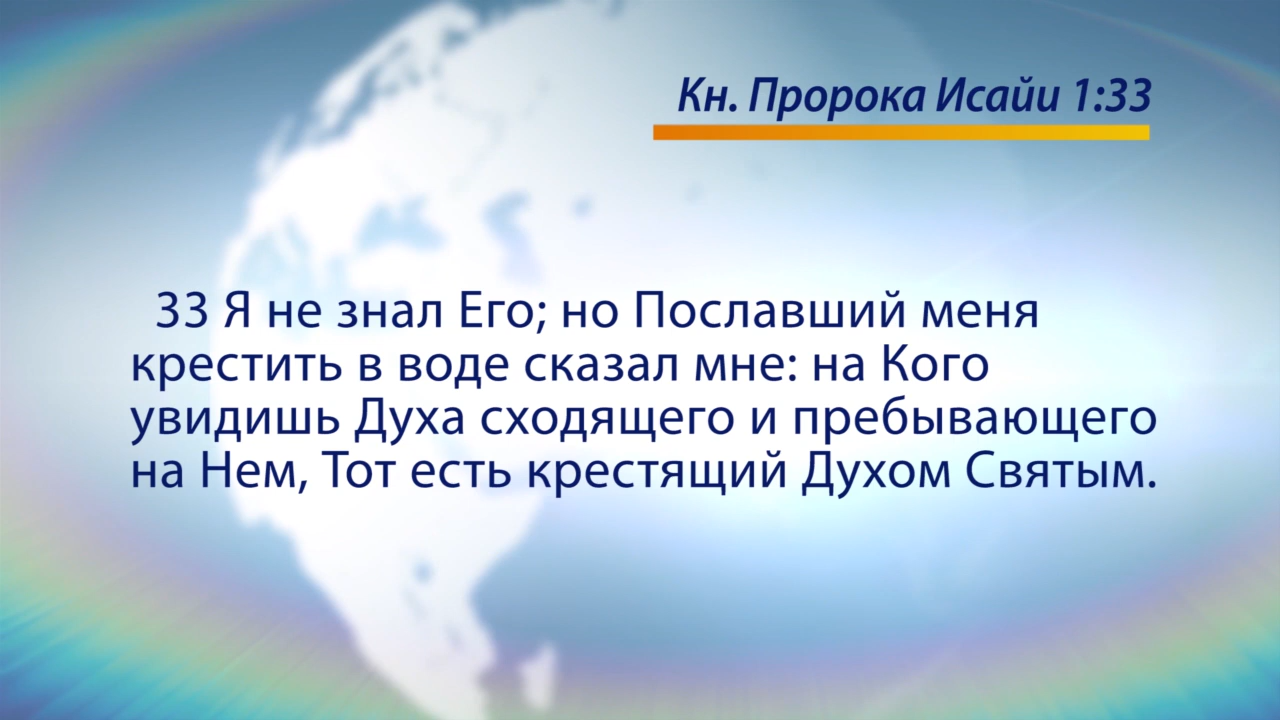 Кн. Пророка Исайи 1:33
33 Я не знал Его; но Пославший меня
крестить в воде сказал мне: на Кого
увидишь Духа сходящего и пребывающего
на Нем, Тот есть крестящий Духом Святым.